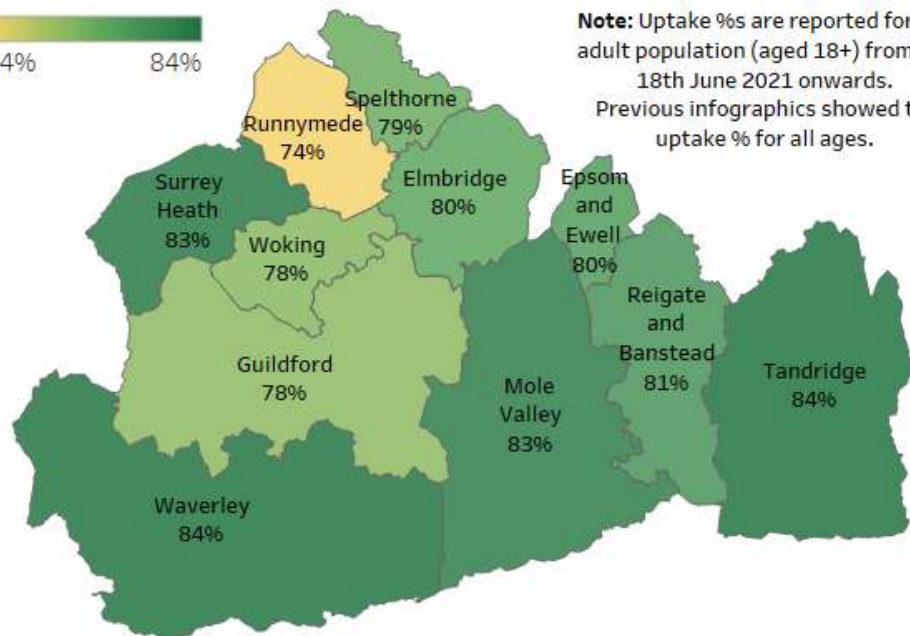 4%
84%
Note: Uptake %s are reported for
adult population (aged 18+) from
18th June 2021 onwards.
Previous infographics showed t
uptake % for all ages.
Spelthorne
79%
Runnymede
74%
Elmbridge
80%
Epsom
and
Ewell
80%
Surrey
Heath
83%
Woking
78%
Reigate
and
Banstead
81%
Guildford
78%
Mole
Valley
83%
Tandridge
84%
Waverley
84%